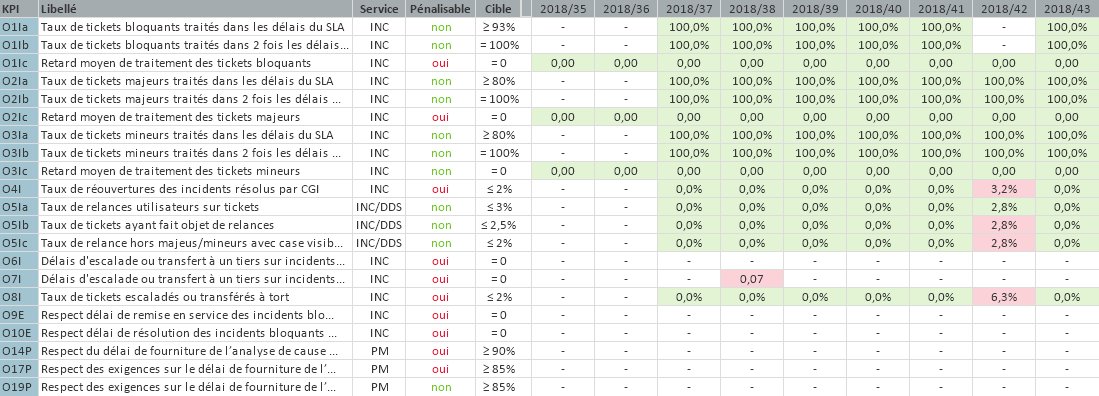 KPI Libellé Service Pénalisable Cible 2018/35 2018/36 2018/37 2018/38 2018/39 2018/40 2018/41 2018/42 2018/43
O1Ia Taux de tickets bloquants traités dans les délais du SLA INC non ≥ 93% - - 100,0% 100,0% 100,0% 100,0% 100,0% - 100,0%
O1Ib Taux de tickets bloquants traités dans 2 fois les délais... INC non = 100% - - 100,0% 100,0% 100,0% 100,0% 100,0% - 100,0%
O1Ic Retard moyen de traitement des tickets bloquants INC oui = 0 0,00 0,00 0,00 0,00 0,00 0,00 0,00 0,00 0,00
O2Ia Taux de tickets majeurs traités dans les délais du SLA INC non ≥ 80% - - 100,0% 100,0% 100,0% 100,0% 100,0% 100,0% 100,0%
O2Ib Taux de tickets majeurs traités dans 2 fois les délais ... INC non = 100% - - 100,0% 100,0% 100,0% 100,0% 100,0% 100,0% 100,0%
O2Ic Retard moyen de traitement des tickets majeurs INC oui = 0 0,00 0,00 0,00 0,00 0,00 0,00 0,00 0,00 0,00
O3Ia Taux de tickets mineurs traités dans les délais du SLA INC non ≥ 80% - - 100,0% 100,0% 100,0% 100,0% 100,0% 100,0% 100,0%
O3Ib Taux de tickets mineurs traités dans 2 fois les délais ... INC non = 100% - - 100,0% 100,0% 100,0% 100,0% 100,0% 100,0% 100,0%
O3Ic Retard moyen de traitement des tickets mineurs INC non = 0 0,00 0,00 0,00 0,00 0,00 0,00 0,00 0,00 0,00
O4I Taux de réouvertures des incidents résolus par CGI INC oui ≤ 2% - - 0,0% 0,0% 0,0% 0,0% 0,0% 3,2% 0,0%
O5Ia Taux de relances utilisateurs sur tickets INC/DDS non ≤ 3% - - 0,0% 0,0% 0,0% 0,0% 0,0% 2,8% 0,0%
O5Ib Taux de tickets ayant fait objet de relances INC/DDS non ≤ 2,5% - - 0,0% 0,0% 0,0% 0,0% 0,0% 2,8% 0,0%
O5Ic Taux de relance hors majeus/mineurs avec case visib... INC/DDS non ≤ 2% - - 0,0% 0,0% 0,0% 0,0% 0,0% 2,8% 0,0%
O6I Délais d'escalade ou transfert à un tiers sur incidents... INC oui = 0 - - - - - - - - -
O7I Délais d'escalade ou transfert à un tiers sur incidents... INC oui = 0 - - - 0,07 - - - - -
O8I Taux de tickets escaladés ou transférés à tort INC oui ≤ 2% - - 0,0% 0,0% 0,0% 0,0% 0,0% 6,3% 0,0%
O9E Respect délai de remise en service des incidents blo... INC oui = 0 - - - - - - - - -
O10E Respect délai de résolution des incidents bloquants ... INC oui = 0 - - - - - - - - -
O14P Respect du délai de fourniture de l’analyse de cause ... PM oui ≥ 90% - - - - - - - - -
O17P Respect des exigences sur le délai de fourniture de l’... PM oui ≥ 85% - - - - - - - - -
O19P Respect des exigences sur le délai de fourniture de l’... PM non ≥ 85% - - - - - - - - -